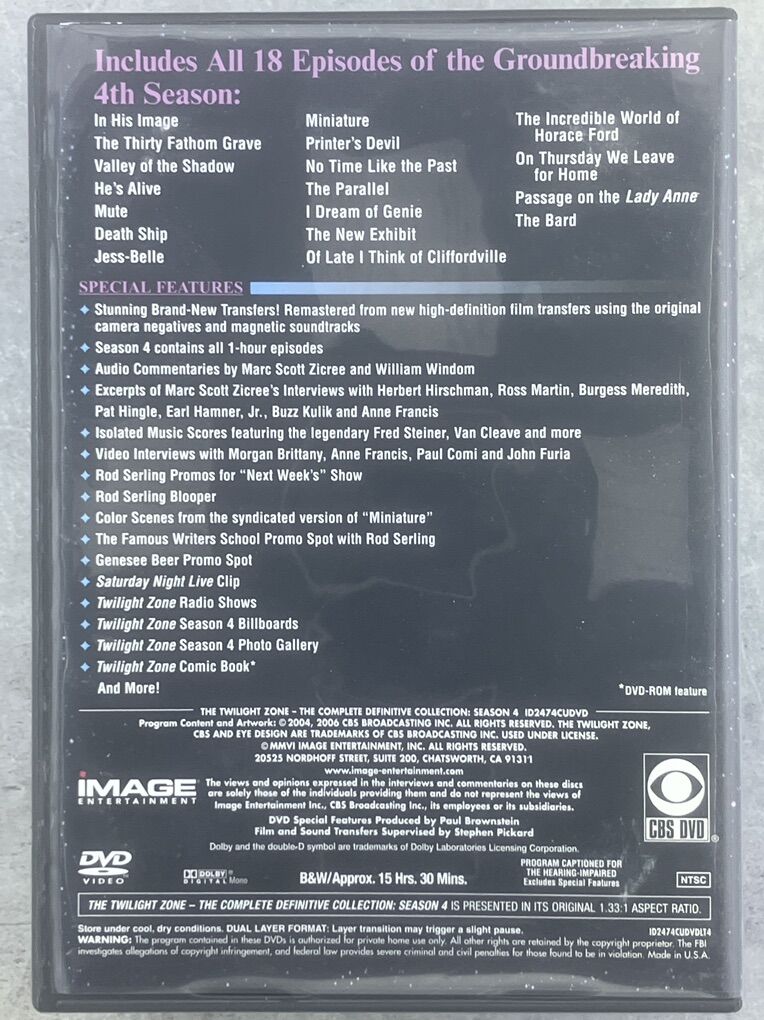 Includes All 18 Episodes of the Groundbreaking
4th Season:
In His Image
The Thirty Fathom Grave
Valley of the Shadow
He's Alive
Mute
Death Ship
Jess-Belle
Miniature
Printer's Devil
No Time Like the Past
The Parallel
I Dream of Genie
The New Exhibit
Of Late I Think of Cliffordville
The Incredible World of
Horace Ford
On Thursday We Leave
for Home
Passage on the Lady Anne
The Bard
SPECIAL FEATURES
Stunning Brand-New Transfers! Remastered from new high-definition film transfers using the original
camera negatives and magnetic soundtracks
Season 4 contains all 1-hour episodes
Audio Commentaries by Marc Scott Zicree and William Windom
Excerpts of Marc Scott Zicree's Interviews with Herbert Hirschman, Ross Martin, Burgess Meredith,
Pat Hingle, Earl Hamner, Jr., Buzz Kulik and Anne Francis
Isolated Music Scores featuring the legendary Fred Steiner, Van Cleave and more
Video Interviews with Morgan Brittany, Anne Francis, Paul Comi and John Furia
Rod Serling Promos for "Next Week's" Show
Rod Serling Blooper
Color Scenes from the syndicated version of "Miniature"
The Famous Writers School Promo Spot with Rod Serling
Genesee Beer Promo Spot
Saturday Night Live Clip
Twilight Zone Radio Shows
Twilight Zone Season 4 Billboards
Twilight Zone Season 4 Photo Gallery
Twilight Zone Comic Book*
And More!
*DVD-ROM feature
THE TWILIGHT ZONE – THE COMPLETE DEFINITIVE COLLECTION: SEASON 4 ID2474CUDVD
Program Content and Artwork: © 2004, 2006 CBS BROADCASTING INC. ALL RIGHTS RESERVED. THE TWILIGHT ZONE,
CBS AND EYE DESIGN ARE TRADEMARKS OF CBS BROADCASTING INC. USED UNDER LICENSE.
© MMVI IMAGE ENTERTAINMENT, INC. ALL RIGHTS RESERVED.
20525 NORDHOFF STREET, SUITE 200, CHATSWORTH, CA 91311
www.image-entertainment.com
The views and opinions expressed in the interviews and commentaries on these discs
are solely those of the individuals providing them and do not represent the views of
Image Entertainment Inc., CBS Broadcasting Inc., its employees or its subsidiaries.
iMAGE
ENTERTAINMENT
CBS DVD
DVD Special Features Produced by Paul Brownstein
Film and Sound Transfers Supervised by Stephen Pickard
Dolby and the double-D symbol are trademarks of Dolby Laboratories Licensing Corporation.
DVD
VIDEO
DOLBY
DIGITAL Mono
B&W/Approx. 15 Hrs. 30 Mins.
PROGRAM CAPTIONED FOR
THE HEARING-IMPAIRED
Excludes Special Features
NTSC
THE TWILIGHT ZONE – THE COMPLETE DEFINITIVE COLLECTION: SEASON 4 IS PRESENTED IN ITS ORIGINAL 1.33:1 ASPECT RATIO.
Store under cool, dry conditions. DUAL LAYER FORMAT: Layer transition may trigger a slight pause.
ID2474CUDVDLT4
WARNING: The program contained in these DVDs is authorized for private home use only. All other rights are retained by the copyright proprietor. The FBI
investigates allegations of copyright infringement, and federal law provides severe criminal and civil penalties for those found to be in violation. Made in U.S.A.